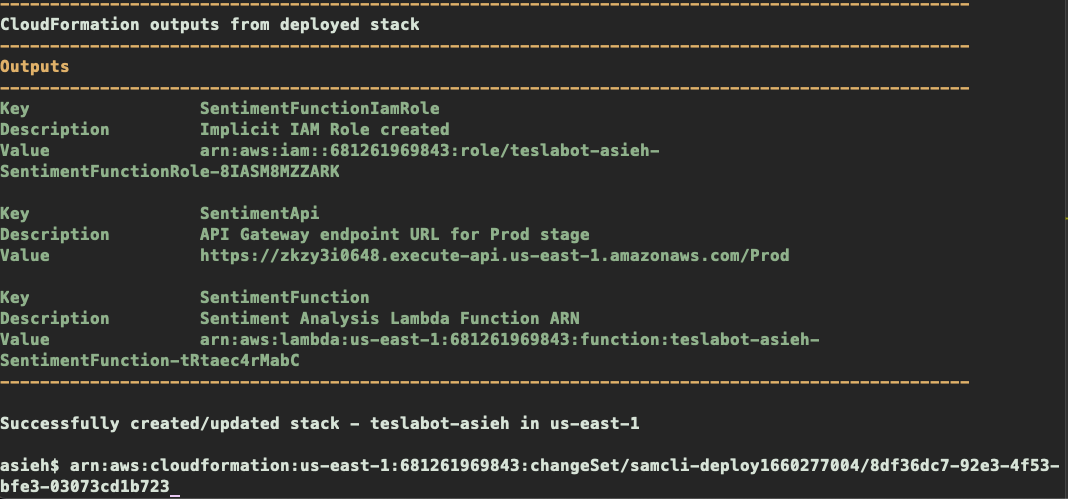 CloudFormation outputs from deployed stack
Outputs
Key SentimentFunctionIamRole
Description Implicit IAM Role created
Value arn:aws:iam::681261969843:role/teslabot-asieh-
SentimentFunctionRole-8IASM8MZZARK
Key SentimentApi
Description API Gateway endpoint URL for Prod stage
Value https://zkzy3i0648.execute-api.us-east-1.amazonaws.com/Prod
Key SentimentFunction
Description Sentiment Analysis Lambda Function ARN
Value arn:aws:lambda:us-east-1:681261969843:function:teslabot-asieh-
SentimentFunction-tRtaec4rMabC
Successfully created/updated stack - teslabot-asieh in us-east-1
asieh$ arn:aws:cloudformation:us-east-1:681261969843:changeSet/samcli-deploy1660277004/8df36dc7-92e3-4f53-
bfe3-03073cd1b723_